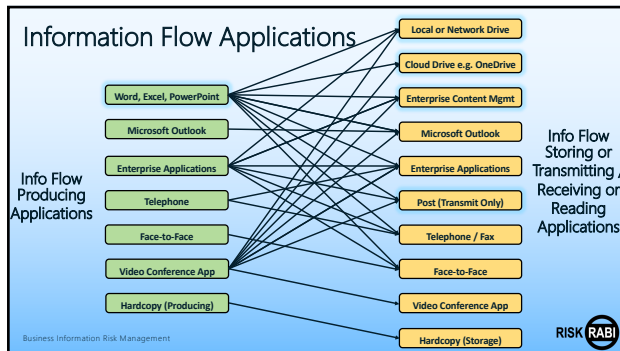 Information Flow Applications
Info Flow
Producing
Applications
Word, Excel, PowerPoint
Microsoft Outlook
Enterprise Applications
Telephone
Face-to-Face
Video Conference App
Hardcopy (Producing)
Local or Network Drive
Cloud Drive e.g. OneDrive
Enterprise Content Mgmt
Microsoft Outlook
Enterprise Applications
Post (Transmit Only)
Telephone / Fax
Face-to-Face
Video Conference App
Hardcopy (Storage)
Info Flow
Storing or
Transmitting /
Receiving or
Reading
Applications
Business Information Risk Management
RISK RABI